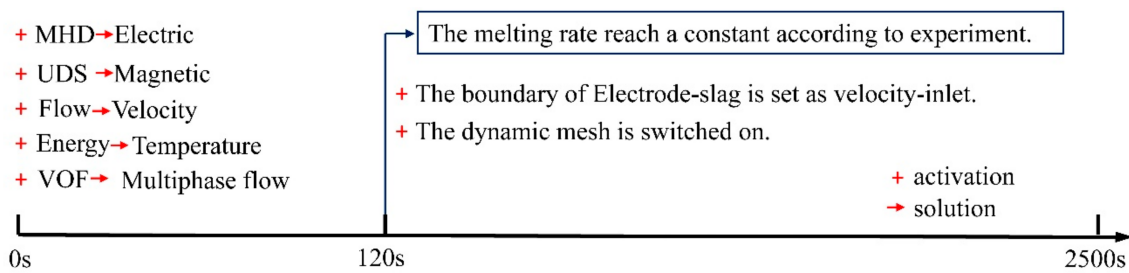 + MHD→Electric
+ UDS →Magnetic
+ Flow→Velocity
+ Energy→Temperature
+ VOF→ Multiphase flow
The melting rate reach a constant according to experiment.
+ The boundary of Electrode-slag is set as velocity-inlet.
+ The dynamic mesh is switched on.
+ activation
→ solution
0s
120s
2500s